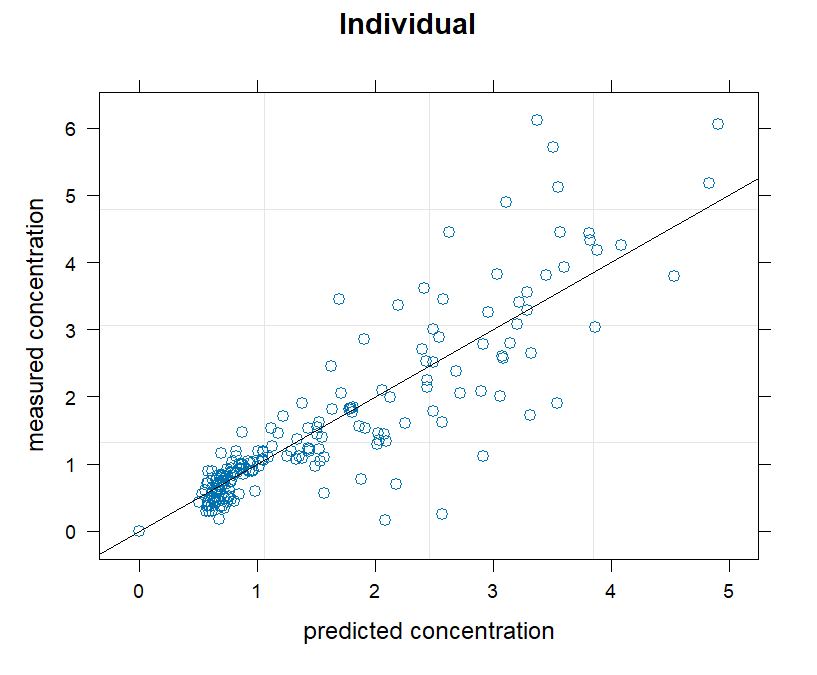 Individual
6
5
4
3
2
1
0
measured concentration
0 1 2 3 4 5
predicted concentration